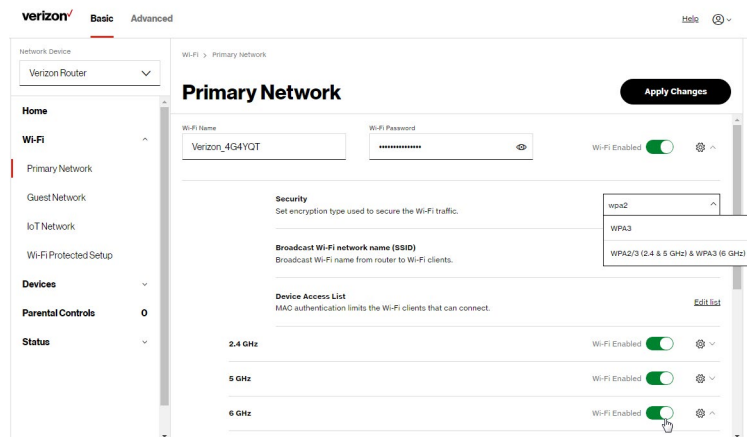 verizon
Basic
Advanced
Help
Network Device
Verizon Router
Home
Wi-Fi
Primary Network
Guest Network
IoT Network
Wi-Fi Protected Setup
Devices
Parental Controls
0
Status
Wi-Fi > Primary Network
Primary Network
Apply Changes
Wi-Fi Name
Verizon_4G4YQT
Wi-Fi Password
•••••••••••••••
Wi-Fi Enabled
Security
Set encryption type used to secure the Wi-Fi traffic.
wpa2
WPA3
WPA2/3 (2.4 & 5 GHz) & WPA3 (6 GHz)
Broadcast Wi-Fi network name (SSID)
Broadcast Wi-Fi name from router to Wi-Fi clients.
Device Access List
MAC authentication limits the Wi-Fi clients that can connect.
Edit list
2.4 GHz
Wi-Fi Enabled
5 GHz
Wi-Fi Enabled
6 GHz
Wi-Fi Enabled